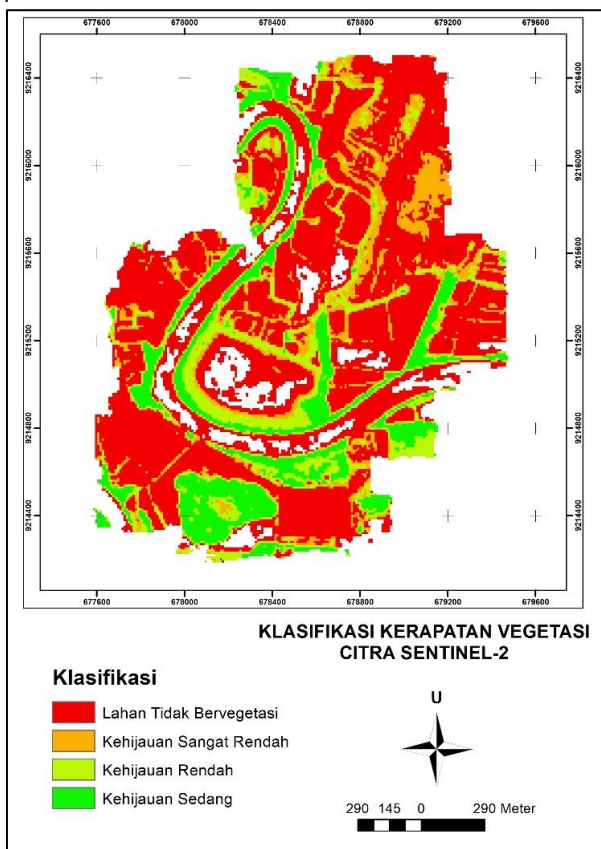 677600 678000 678400 678800 679200 679600
9216400 9216400
9216000 9216000
9215600 9215600
9215200 9215200
9214800 9214800
9214400 9214400
677600 678000 678400 678800 679200 679600
KLASIFIKASI KERAPATAN VEGETASI
CITRA SENTINEL-2
Klasifikasi
Lahan Tidak Bervegetasi
Kehijauan Sangat Rendah
Kehijauan Rendah
Kehijauan Sedang
U
290 145 0 290 Meter